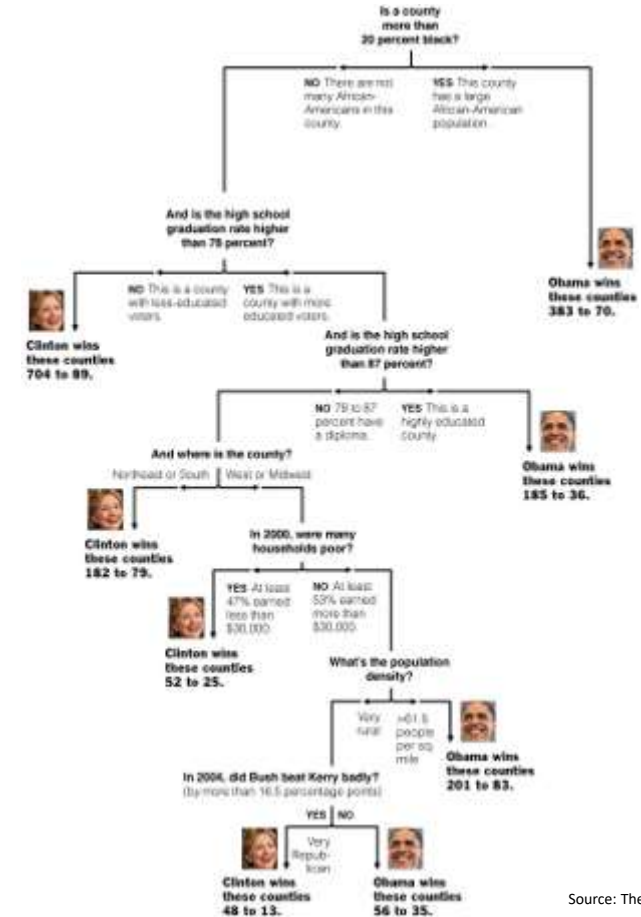 Is a county
more than
20 percent black?
NO There are not
many African-
Americans in this
county.
YES This county
has a large
African-American
population.
And is the high school
graduation rate higher
than 78 percent?
Obama wins
these counties
383 to 70.
NO This is a county
with less-educated
voters.
YES This is a
county with more
educated voters.
Clinton wins
these counties
704 to 89.
And is the high school
graduation rate higher
than 87 percent?
NO 78 to 87
percent have
a diploma.
YES This is a
highly educated
county.
Obama wins
these counties
185 to 36.
And where is the county?
Northeast or South
West or Midwest
Clinton wins
these counties
182 to 79.
In 2000, were many
households poor?
YES At least
47% earned
less than
$30,000.
NO At least
53% earned
more than
$30,000.
Clinton wins
these counties
52 to 25.
What's the population
density?
Very
rural
>61.5
people
per sq.
mile
Obama wins
these counties
201 to 83.
In 2004, did Bush beat Kerry badly?
(by more than 16.5 percentage points)
YES NO
Very
Repub-
lican
Clinton wins
these counties
48 to 13.
Obama wins
these counties
56 to 35.
Source: The